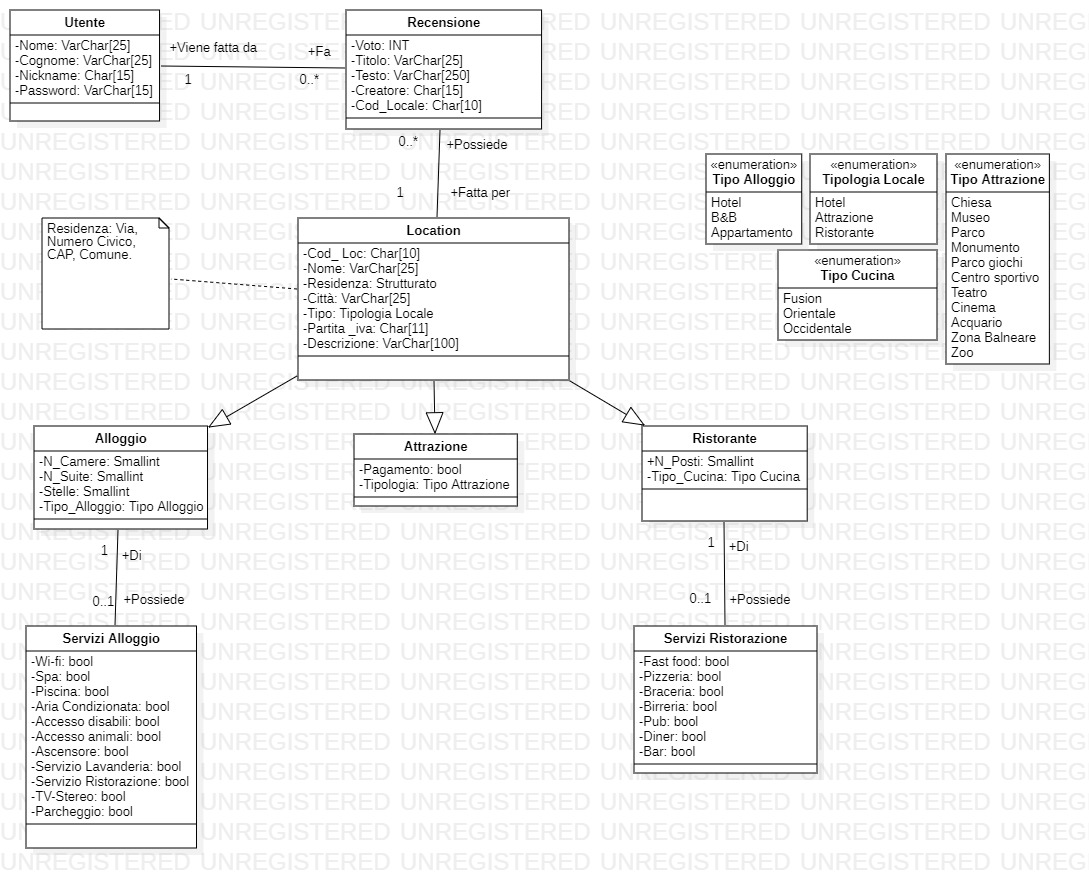 Utente
-Nome: VarChar[25]
-Cognome: VarChar[25]
-Nickname: Char[15]
-Password: VarChar[15]
+Viene fatta da
+Fa
1
0..*
Recensione
-Voto: INT
-Titolo: VarChar[25]
-Testo: VarChar[250]
-Creatore: Char[15]
-Cod_Locale: Char[10]
0..*
+Possiede
1
+Fatta per
Residenza: Via,
Numero Civico,
CAP, Comune.
Location
-Cod_ Loc: Char[10]
-Nome: VarChar[25]
-Residenza: Strutturato
-Città: VarChar[25]
-Tipo: Tipologia Locale
-Partita _iva: Char[11]
-Descrizione: VarChar[100]
«enumeration»
Tipo Alloggio
Hotel
B&B
Appartamento
«enumeration»
Tipologia Locale
Hotel
Attrazione
Ristorante
«enumeration»
Tipo Cucina
Fusion
Orientale
Occidentale
«enumeration»
Tipo Attrazione
Chiesa
Museo
Parco
Monumento
Parco giochi
Centro sportivo
Teatro
Cinema
Acquario
Zona Balneare
Zoo
Alloggio
-N_Camere: Smallint
-N_Suite: Smallint
-Stelle: Smallint
-Tipo_Alloggio: Tipo Alloggio
Attrazione
-Pagamento: bool
-Tipologia: Tipo Attrazione
Ristorante
+N_Posti: Smallint
-Tipo_Cucina: Tipo Cucina
1
+Di
0..1
+Possiede
1
+Di
0..1
+Possiede
Servizi Alloggio
-Wi-fi: bool
-Spa: bool
-Piscina: bool
-Aria Condizionata: bool
-Accesso disabili: bool
-Accesso animali: bool
-Ascensore: bool
-Servizio Lavanderia: bool
-Servizio Ristorazione: bool
-TV-Stereo: bool
-Parcheggio: bool
Servizi Ristorazione
-Fast food: bool
-Pizzeria: bool
-Braceria: bool
-Birreria: bool
-Pub: bool
-Diner: bool
-Bar: bool
UNREGISTERED